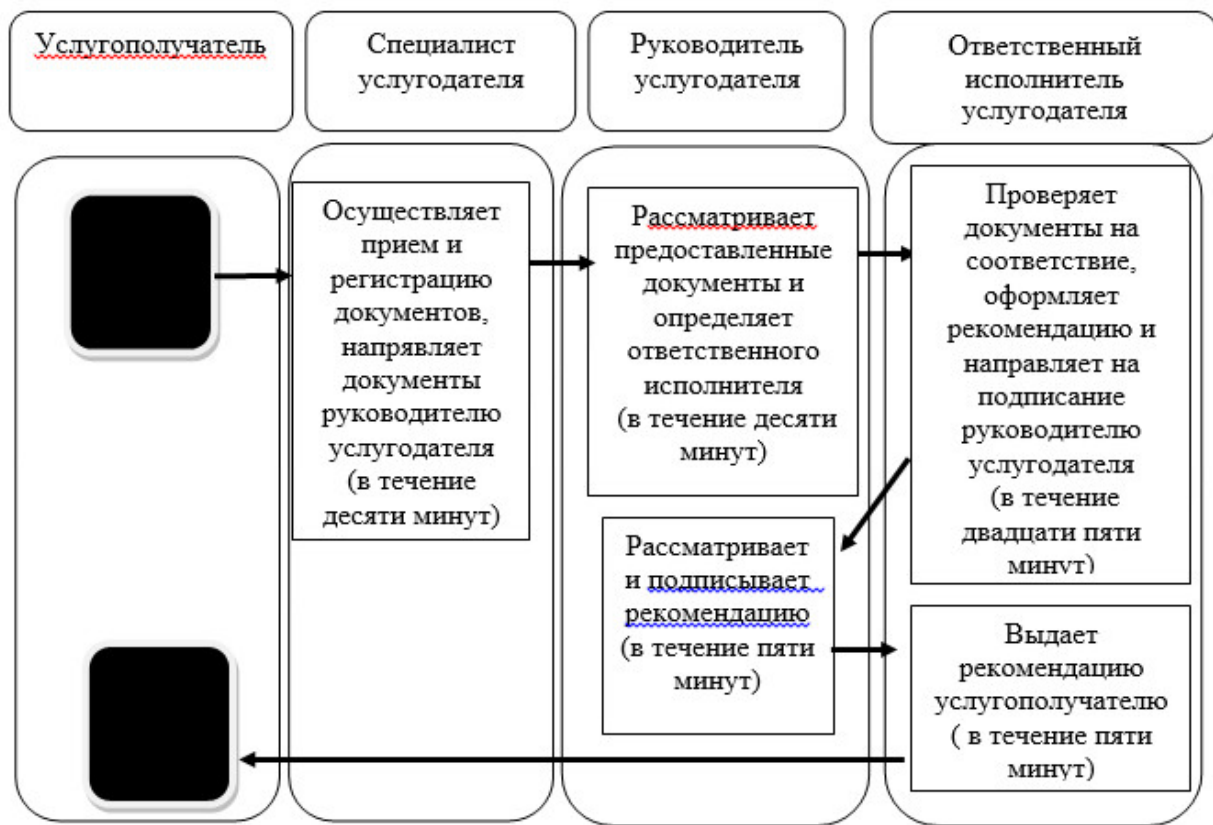 Услугополучатель
Специалист
услугодателя
Руководитель
услугодателя
Ответственный
исполнитель
услугодателя
Осуществляет
прием и
регистрацию
документов,
напрявляет
документы
руководителю
услугодателя
(в течение
десяти минут)
Рассматривает
предоставленные
документы и
определяет
ответственного
исполнителя
(в течение десяти
минут)
Проверяет
документы на
соответствие,
оформляет
рекомендацию и
направляет на
подписание
руководителю
услугодателя
(в течение
двадцати пяти
минут)
Рассматривает
и подписывает
рекомендацию
(в течение пяти
минут)
Выдает
рекомендацию
услугополучателю
( в течение пяти
минут)